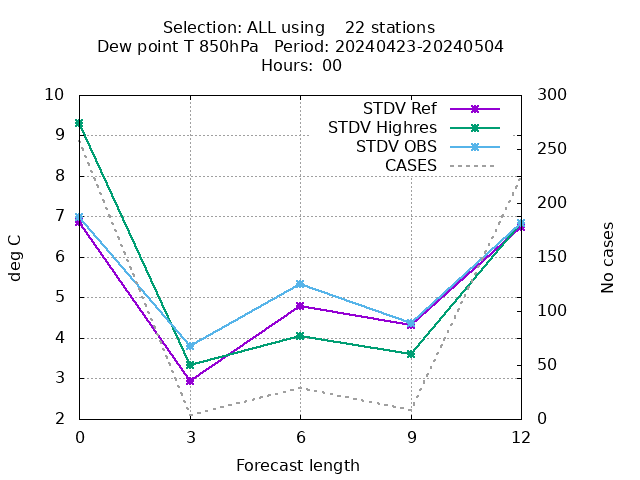 Selection: ALL using    22 stations
Dew point T 850hPa   Period: 20240423-20240504
Hours: 00
STDV Ref
STDV Highres
STDV OBS
CASES
10
9
8
7
6
5
4
3
2
300
250
200
150
100
50
0
deg C
No cases
0 3 6 9 12
Forecast length